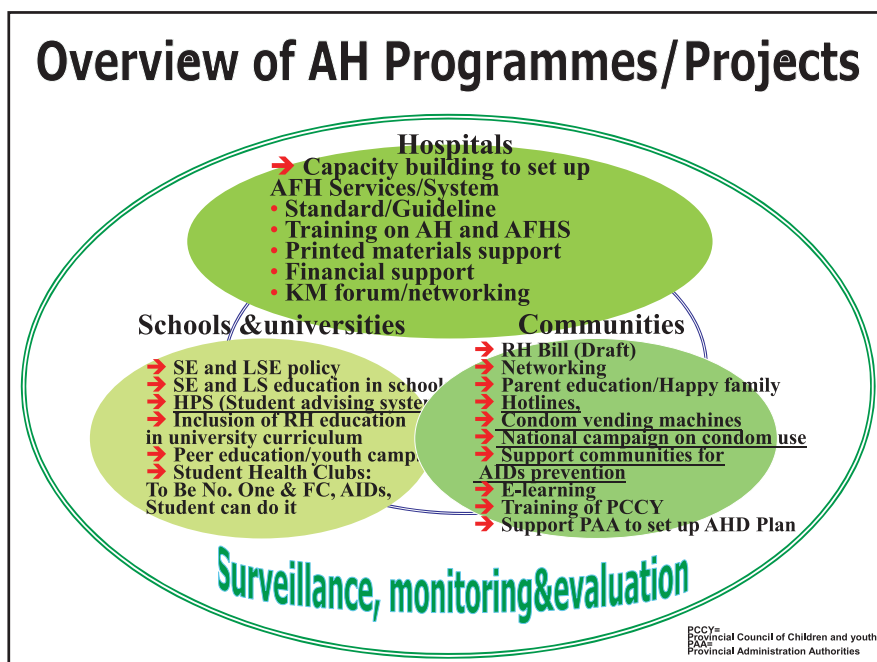 Overview of AH Programmes/Projects
Hospitals
➔ Capacity building to set up
AFH Services/System
• Standard/Guideline
• Training on AH and AFHS
• Printed materials support
• Financial support
• KM forum/networking
Schools &universities
➔ SE and LSE policy
➔ SE and LS education in school
➔ HPS (Student advising system
➔ Inclusion of RH education
in university curriculum
➔ Peer education/youth camp
➔ Student Health Clubs:
To Be No. One & FC, AIDs,
Student can do it
Communities
➔ RH Bill (Draft)
➔ Networking
➔ Parent education/Happy family
➔ Hotlines,
➔ Condom vending machines
➔ National campaign on condom use
➔ Support communities for
AIDs prevention
➔ E-learning
➔ Training of PCCY
➔ Support PAA to set up AHD Plan
Surveillance, monitoring&evaluation
PCCY=
Provincial Council of Children and youth
PAA=
Provincial Administration Authorities